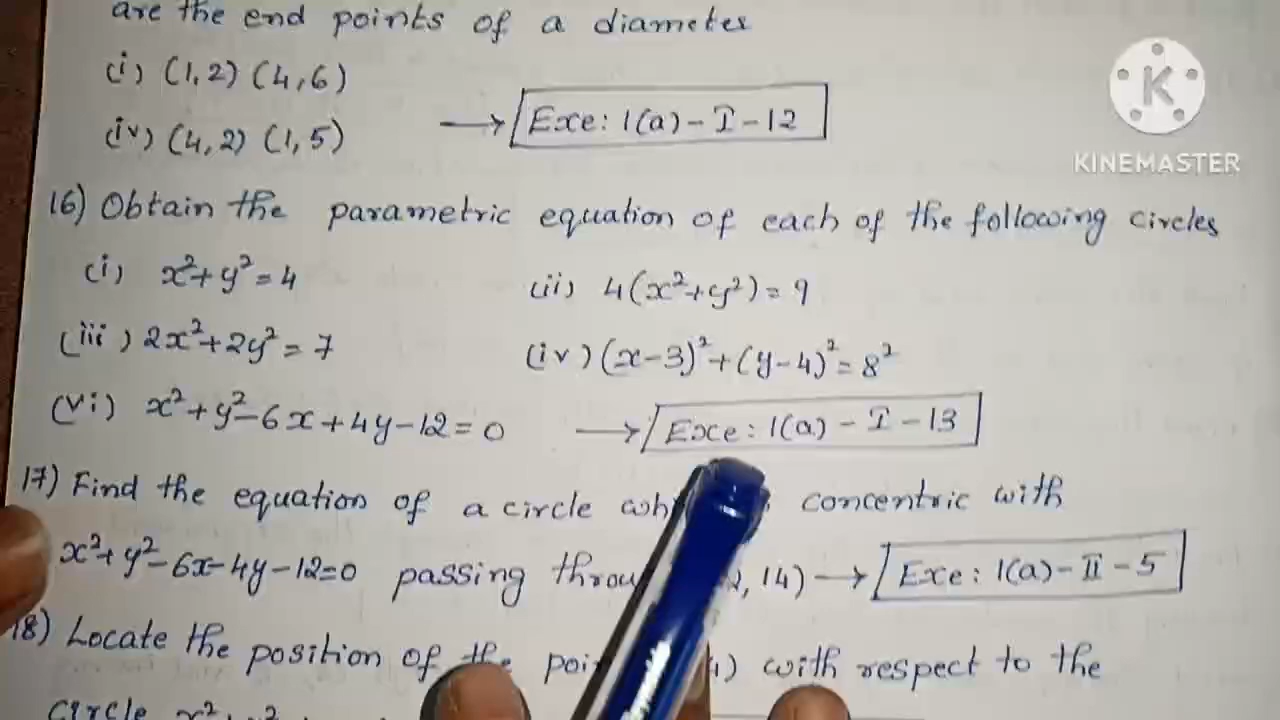 are the end points of a diameter
(i) (1,2) (4,6)
(iv) (4,2) (1,5) → Exe: 1(a) - I - 12
KINEMASTER
16) Obtain the parametric equation of each of the following circles
(i) x²+y²=4 (ii) 4(x²+y²)=9
(iii) 2x²+2y²=7 (iv) (x-3)²+(y-4)²=8²
(vi) x²+y²-6x+4y-12=0 → Exe: 1(a) - I - 13
17) Find the equation of a circle concentric with
x²+y²-6x-4y-12=0 passing ,14) → Exe: 1(a) - II - 5
18) Locate the position of the with respect to the
circle